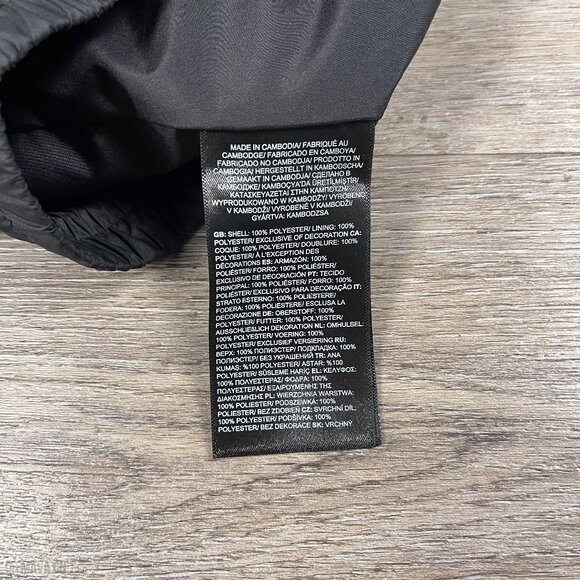 MADE IN CAMBODIA/ FABRIQUÉ AU
CAMBODGE/ FABRICADO EN CAMBOYA/
FABRICADO NO CAMBOJA/ PRODOTTO IN
CAMBOGIA/ HERGESTELLT IN KAMBODSCHA/
GEMAAKT IN CAMBODJA/ СДЕЛАНО В
КАМБОДЖЕ/ KAMBOÇYA'DA ÜRETİLMİŞTİR/
ΚΑΤΑΣΚΕΥΑΖΕΤΑΙ ΣΤΗΝ ΚΑΜΠΟΤΖΗ/
WYPRODUKOWANO W KAMBODŻY/ VYROBENO
V KAMBODŽI/ VYROBENÉ V KAMBODŽI/
GYÁRTVA: KAMBODZSA
GB: SHELL: 100% POLYESTER/ LINING: 100%
POLYESTER/ EXCLUSIVE OF DECORATION CA:
COQUE: 100% POLYESTER/ DOUBLURE: 100%
POLYESTER/ À L'EXCEPTION DES
DÉCORATIONS ES: ARMAZÓN: 100%
POLIÉSTER/ FORRO: 100% POLIÉSTER/
EXCLUSIVO DE DECORACIÓN PT: TECIDO
PRINCIPAL: 100% POLIÉSTER/ FORRO: 100%
POLIÉSTER/ EXCLUSIVO PARA DECORAÇÃO IT:
STRATO ESTERNO: 100% POLIESTERE/
FODERA: 100% POLIESTERE/ ESCLUSA LA
DECORAZIONE DE: OBERSTOFF: 100%
POLYESTER/ FUTTER: 100% POLYESTER/
AUSSCHLIESSLICH DEKORATION NL: OMHULSEL:
100% POLYESTER/ VOERING: 100%
POLYESTER/ EXCLUSIEF VERSIERING RU:
ВЕРХ: 100% ПОЛИЭСТЕР/ ПОДКЛАДКА: 100%
ПОЛИЭСТЕР/ БЕЗ УКРАШЕНИЙ TR: ANA
KUMAŞ: %100 POLYESTER/ ASTAR: %100
POLYESTER/ SÜSLEME HARİÇ EL: ΚΕΛΥΦΟΣ:
100% ΠΟΛΥΕΣΤΕΡΑΣ/ ΦΟΔΡΑ: 100%
ΠΟΛΥΕΣΤΕΡΑΣ/ ΕΞΑΙΡΟΥΜΕΝΗΣ ΤΗΣ
ΔΙΑΚΟΣΜΗΣΗΣ PL: WIERZCHNIA WARSTWA:
100% POLIESTER/ PODSZEWKA: 100%
POLIESTER/ BEZ ZDOBIEŃ CZ: SVRCHNÍ DÍL:
100% POLYESTER/ PODŠÍVKA: 100%
POLYESTER/ BEZ DEKORACE SK: VRCHNÝ